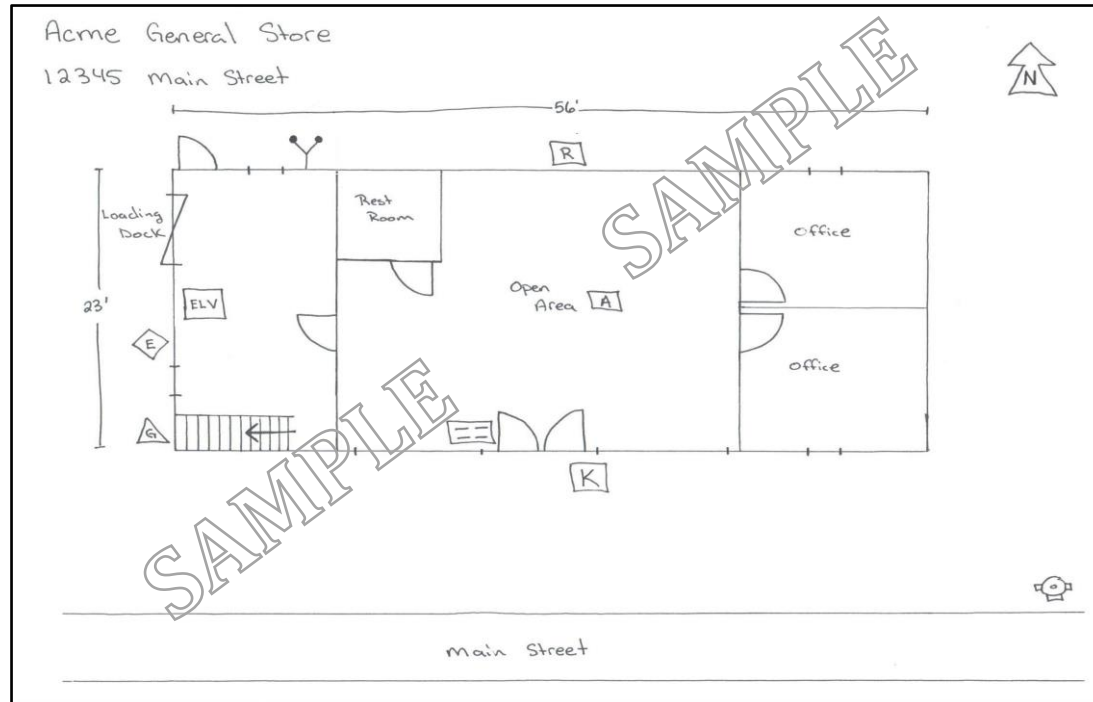 Acme General Store
12345 Main Street
N
56'
R
Loading
Dock
Rest
Room
Office
23'
ELV
Open
Area
A
E
Office
G
K
Main Street
SAMPLE
SAMPLE